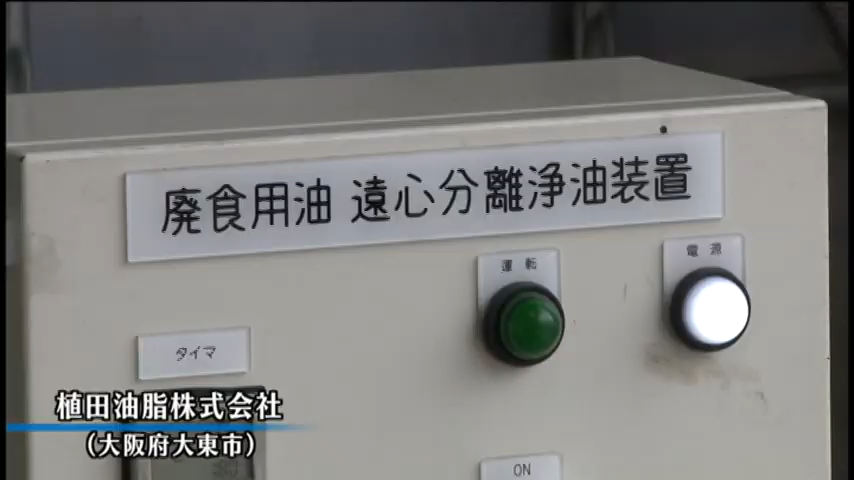 廃食用油 遠心分離浄油装置
運転
電源
タイマ
ON
植田油脂株式会社
(大阪府大東市)